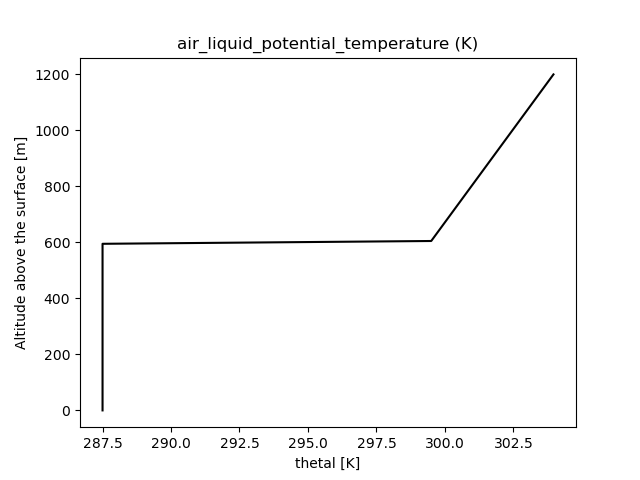 air_liquid_potential_temperature (K)
1200
1000
800
600
400
200
0
Altitude above the surface [m]
287.5 290.0 292.5 295.0 297.5 300.0 302.5
thetal [K]